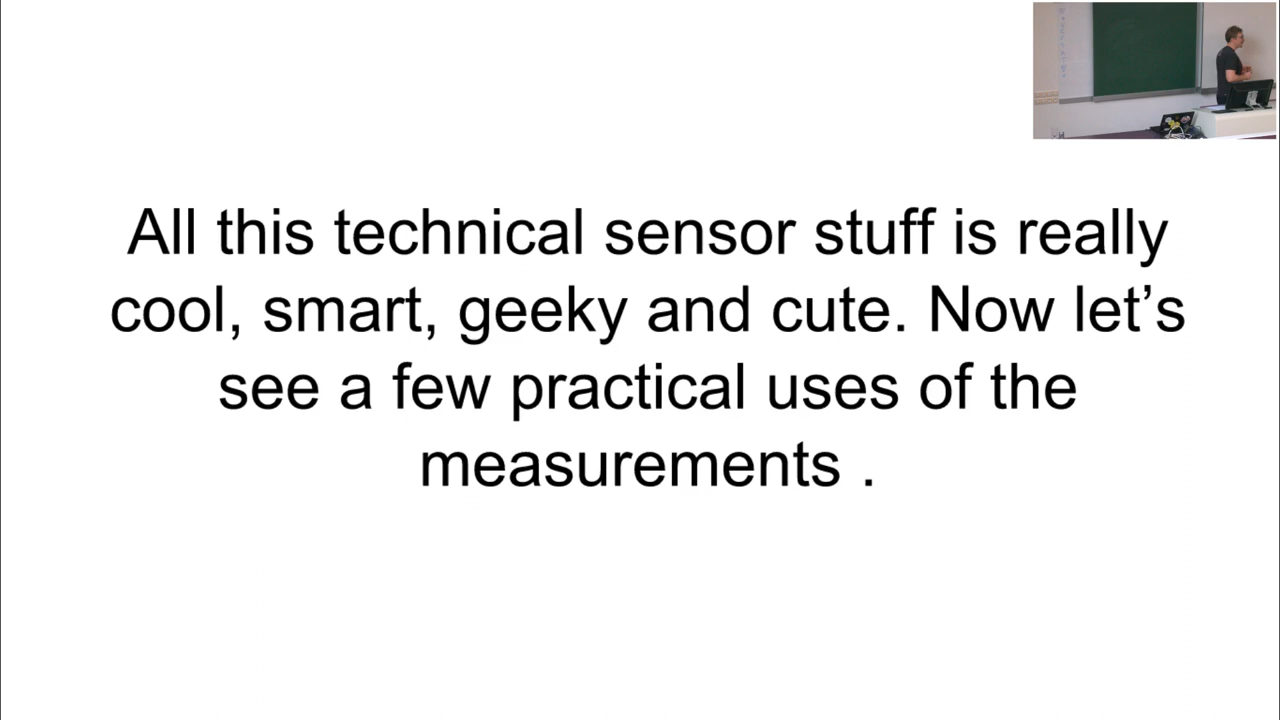 All this technical sensor stuff is really
cool, smart, geeky and cute. Now let’s
see a few practical uses of the
measurements .